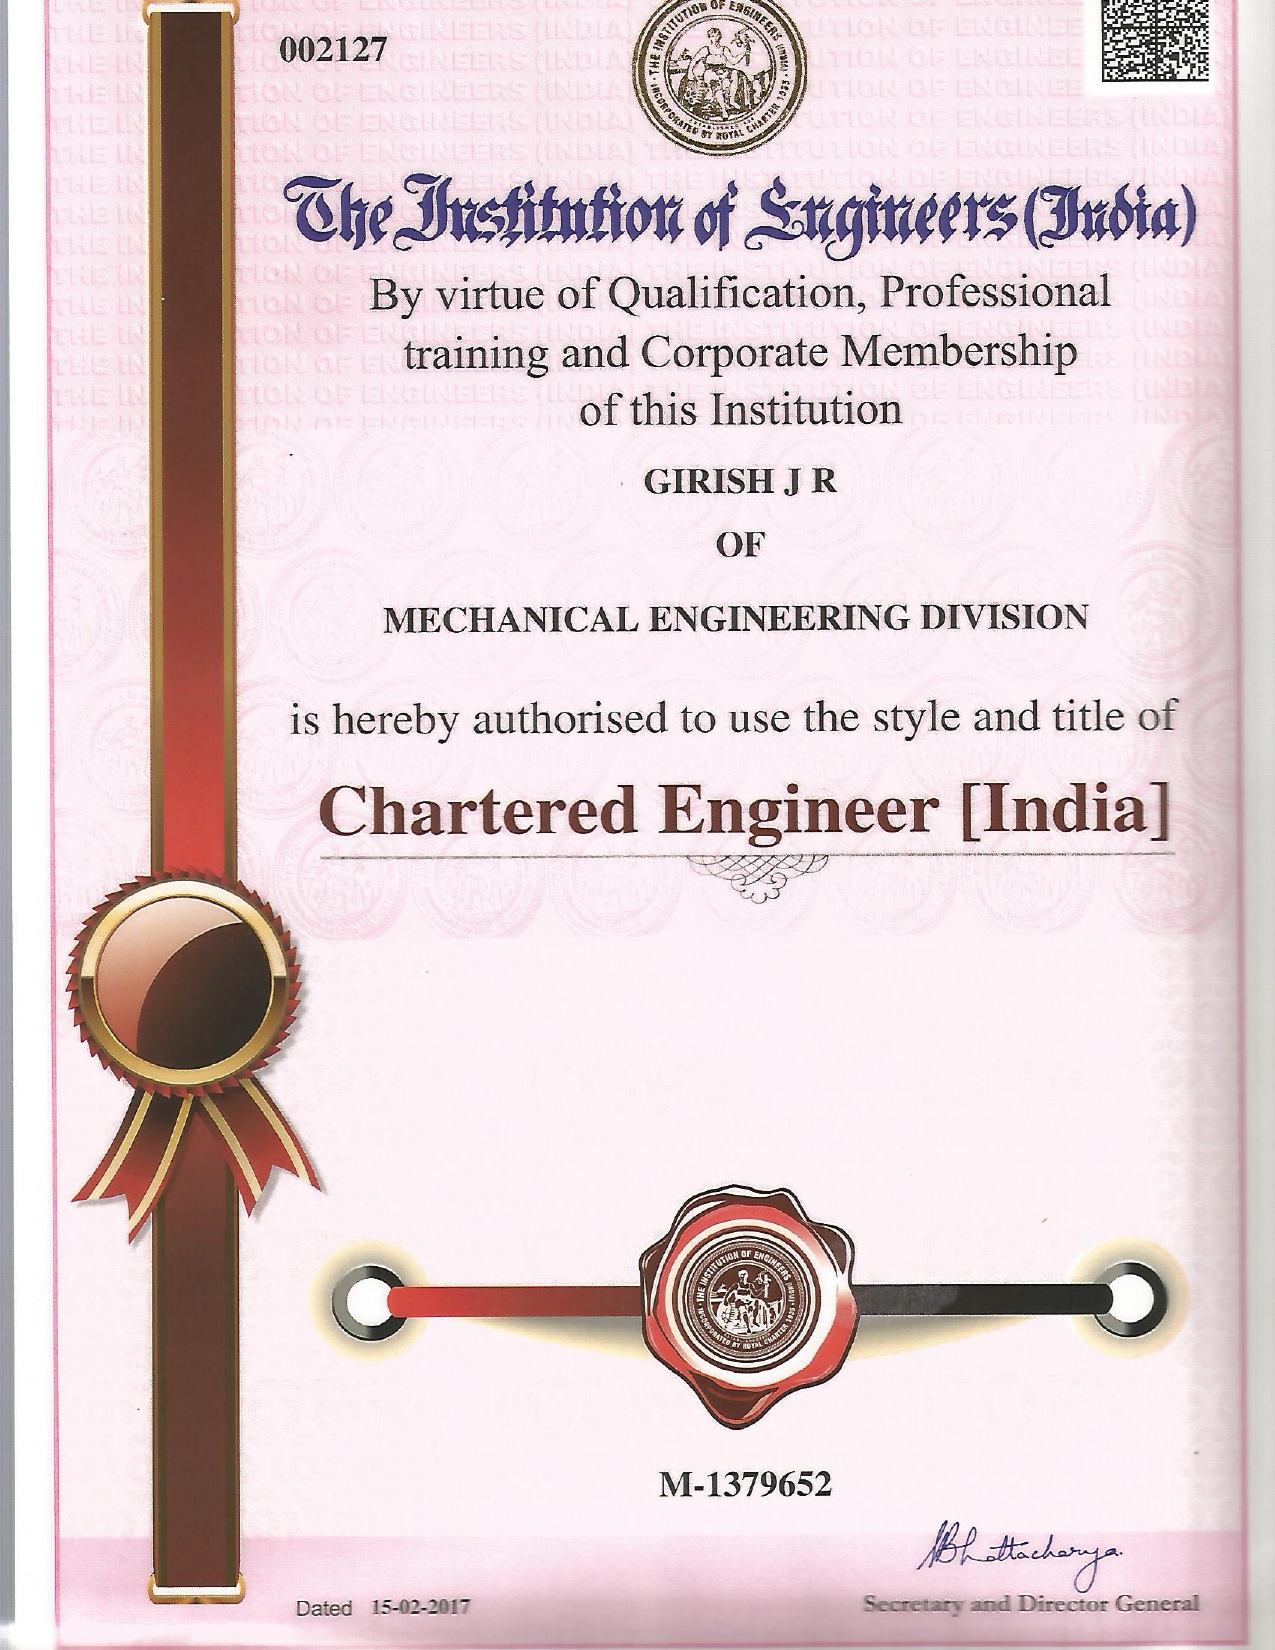 002127
THE INSTITUTION OF ENGINEERS (INDIA)
INCORPORATED BY ROYAL CHARTER 1935
The Institution of Engineers (India)
By virtue of Qualification, Professional
training and Corporate Membership
of this Institution
GIRISH J R
OF
MECHANICAL ENGINEERING DIVISION
is hereby authorised to use the style and title of
Chartered Engineer [India]
THE INSTITUTION OF ENGINEERS (INDIA)
INCORPORATED BY ROYAL CHARTER 1935
M-1379652
Bhattacharya
Dated 15-02-2017
Secretary and Director General